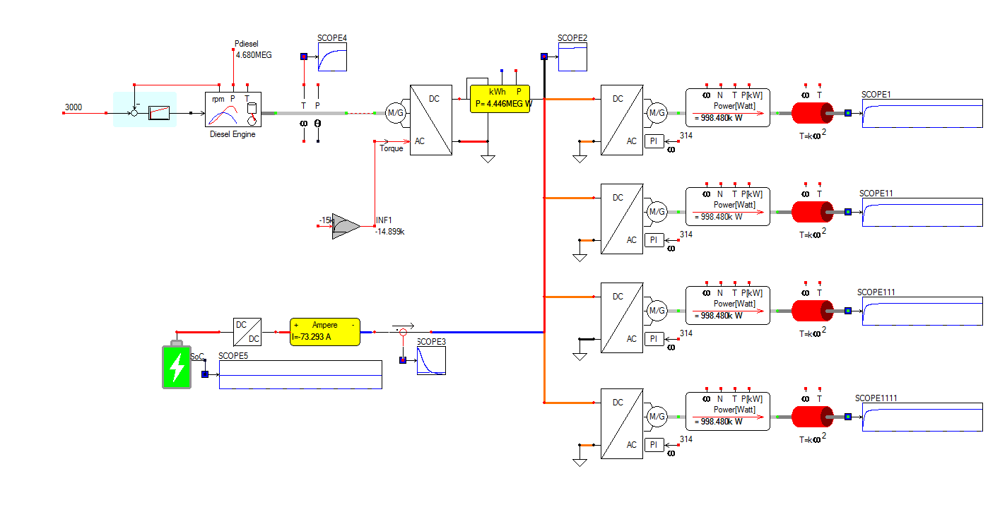 SCOPE4
SCOPE2
Pdiesel
4.680MEG
3000
rpm P T
Diesel Engine
T P
ω θ
M/G
DC
AC
Torque
kWh P
P= 4.446MEG W
-15k
INF1
-14.899k
DC
AC
M/G
PI
314
ω
ω N T P[kW]
Power[Watt]
= 998.480k W
ω T
T=kω2
SCOPE1
DC
AC
M/G
PI
314
ω
ω N T P[kW]
Power[Watt]
= 998.480k W
ω T
T=kω2
SCOPE11
DC
AC
M/G
PI
314
ω
ω N T P[kW]
Power[Watt]
= 998.480k W
ω T
T=kω2
SCOPE111
DC
DC
+ Ampere -
I=-73.293 A
SCOPE3
SoC
SCOPE5
DC
AC
M/G
PI
314
ω
ω N T P[kW]
Power[Watt]
= 998.480k W
ω T
T=kω2
SCOPE1111